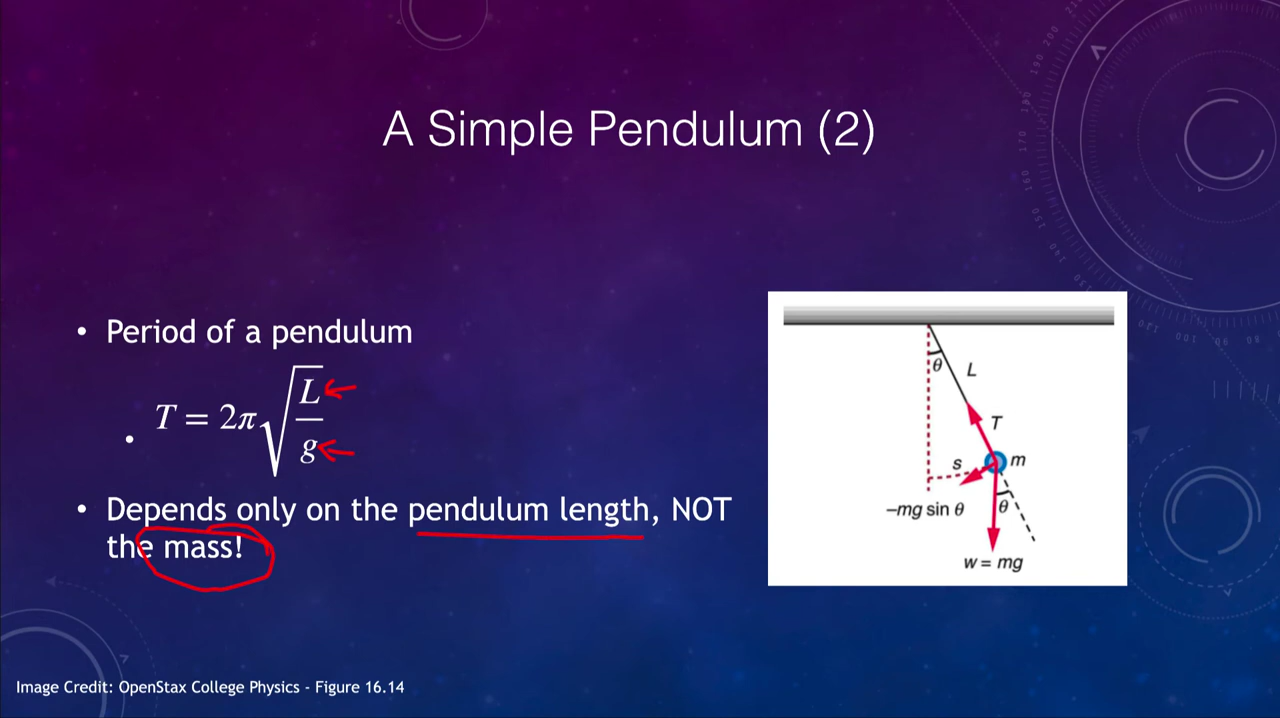 A Simple Pendulum (2)
• Period of a pendulum
• T = 2π√(L/g)
• Depends only on the pendulum length, NOT
the mass!
θ
L
T
s
m
–mg sin θ
θ
w = mg
Image Credit: OpenStax College Physics - Figure 16.14